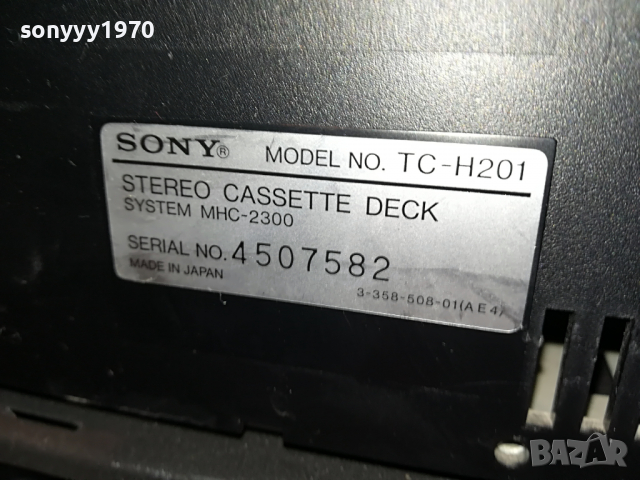 sonyyy1970
SONY® MODEL NO. TC-H201
STEREO CASSETTE DECK
SYSTEM MHC-2300
SERIAL NO. 4507582
MADE IN JAPAN
3-358-508-01(AE4)
BAZAR